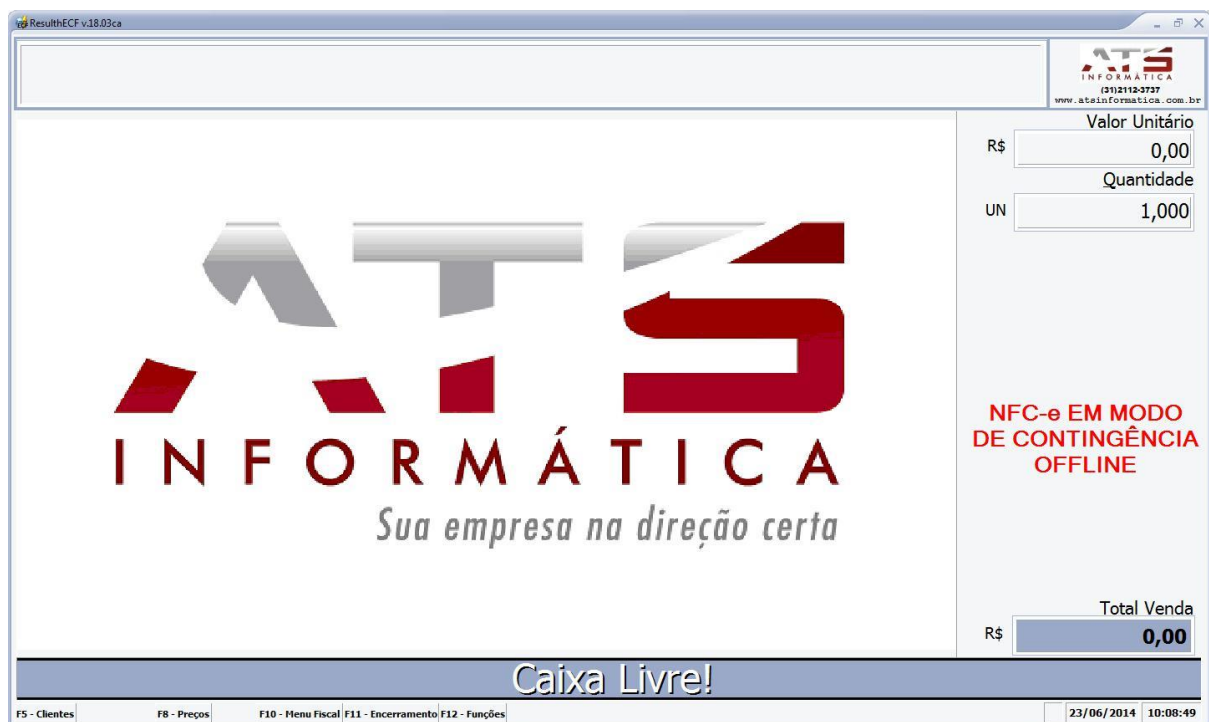 ResulthECF v.18.03ca
ATS
INFORMÁTICA
(31)2112-3737
www.atsinformatica.com.br
Valor Unitário
R$ 0,00
Quantidade
UN 1,000
ATS
INFORMÁTICA
Sua empresa na direção certa
NFC-e EM MODO
DE CONTINGÊNCIA
OFFLINE
Total Venda
R$ 0,00
Caixa Livre!
F5 - Clientes F8 - Preços F10 - Menu Fiscal F11 - Encerramento F12 - Funções 23/06/2014 10:08:49